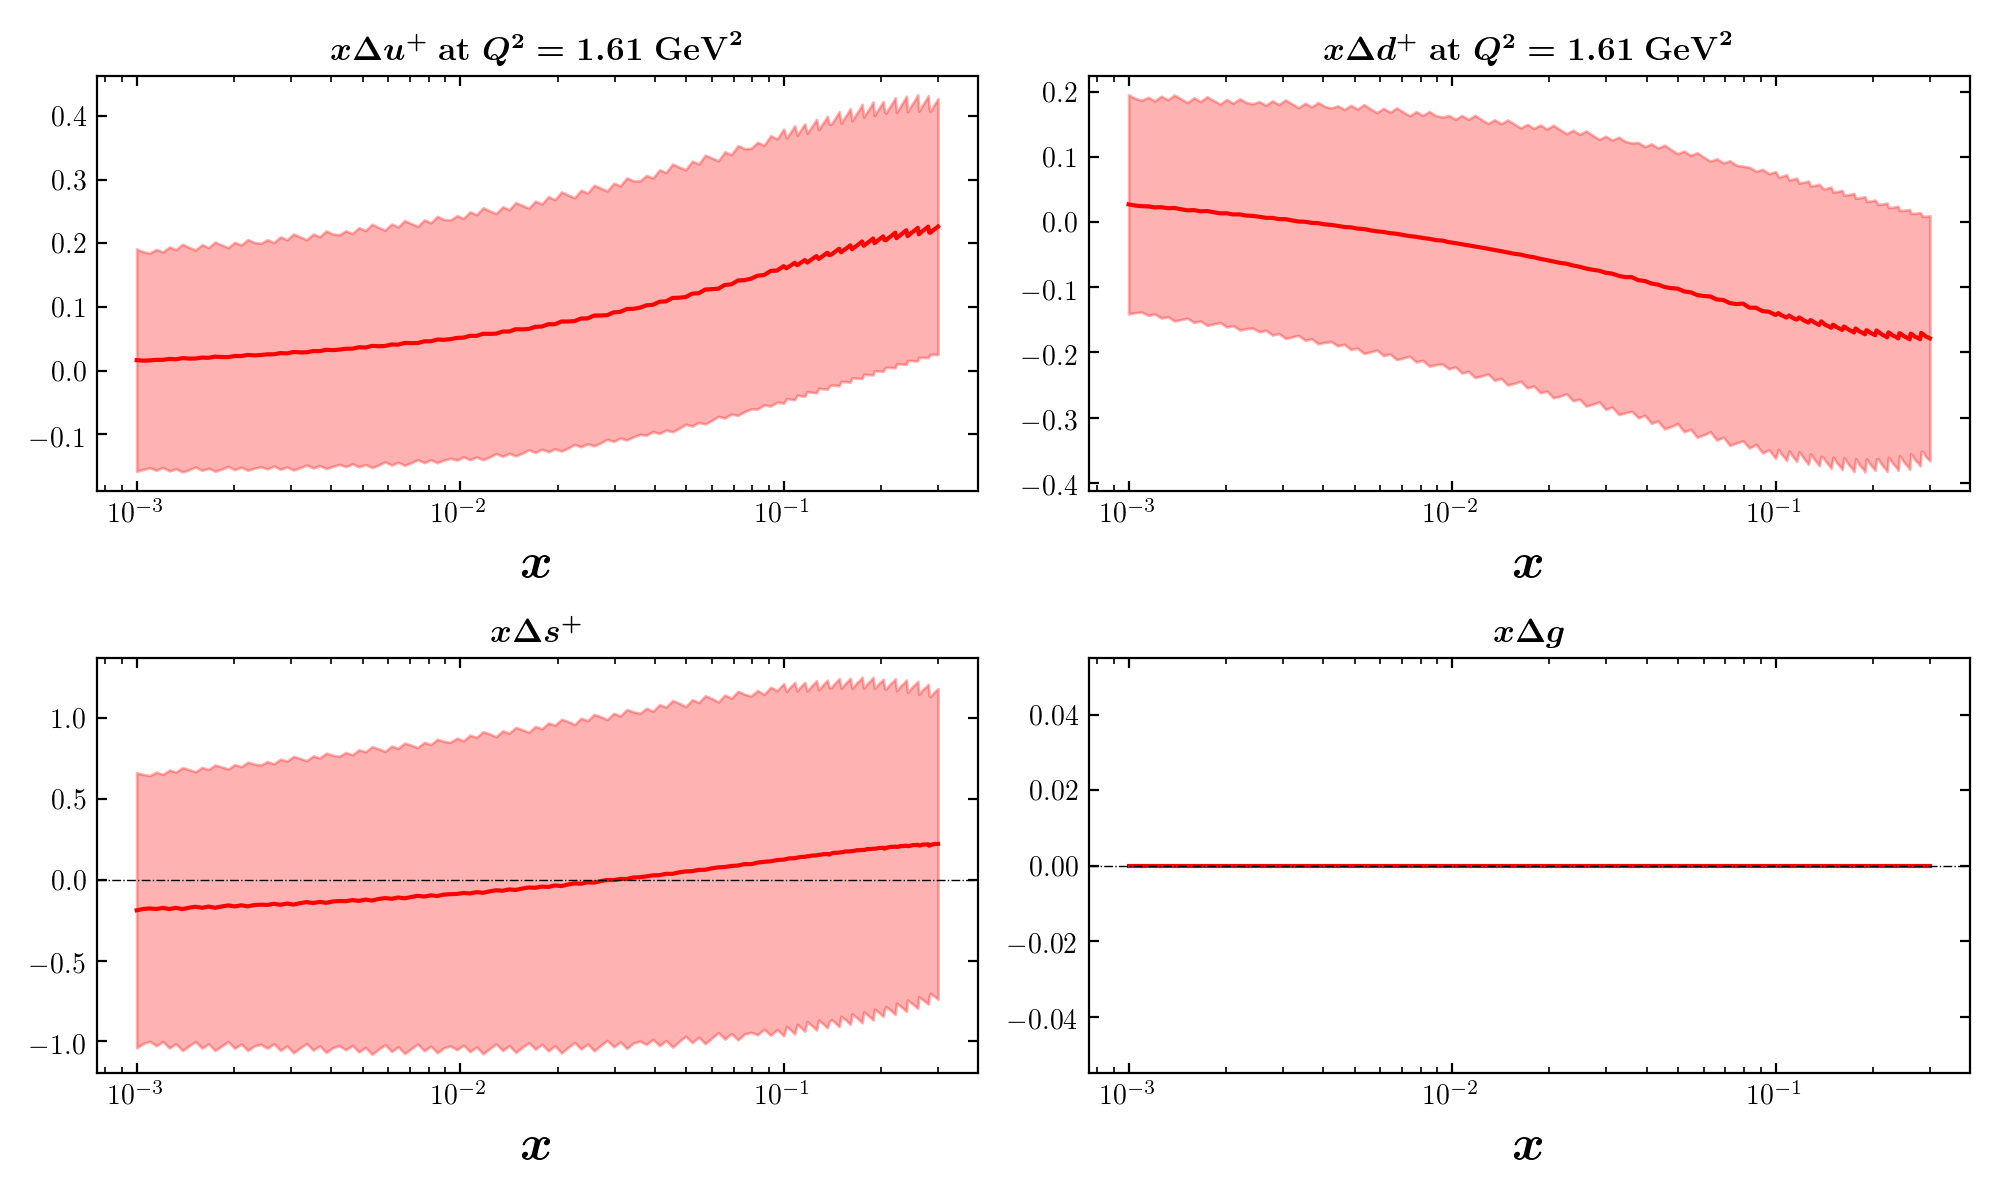 xΔu⁺ at Q² = 1.61 GeV²
0.4
0.3
0.2
0.1
0.0
−0.1
10⁻³ 10⁻² 10⁻¹
x
xΔd⁺ at Q² = 1.61 GeV²
0.2
0.1
0.0
−0.1
−0.2
−0.3
−0.4
10⁻³ 10⁻² 10⁻¹
x
xΔs⁺
1.0
0.5
0.0
−0.5
−1.0
10⁻³ 10⁻² 10⁻¹
x
xΔg
0.04
0.02
0.00
−0.02
−0.04
10⁻³ 10⁻² 10⁻¹
x